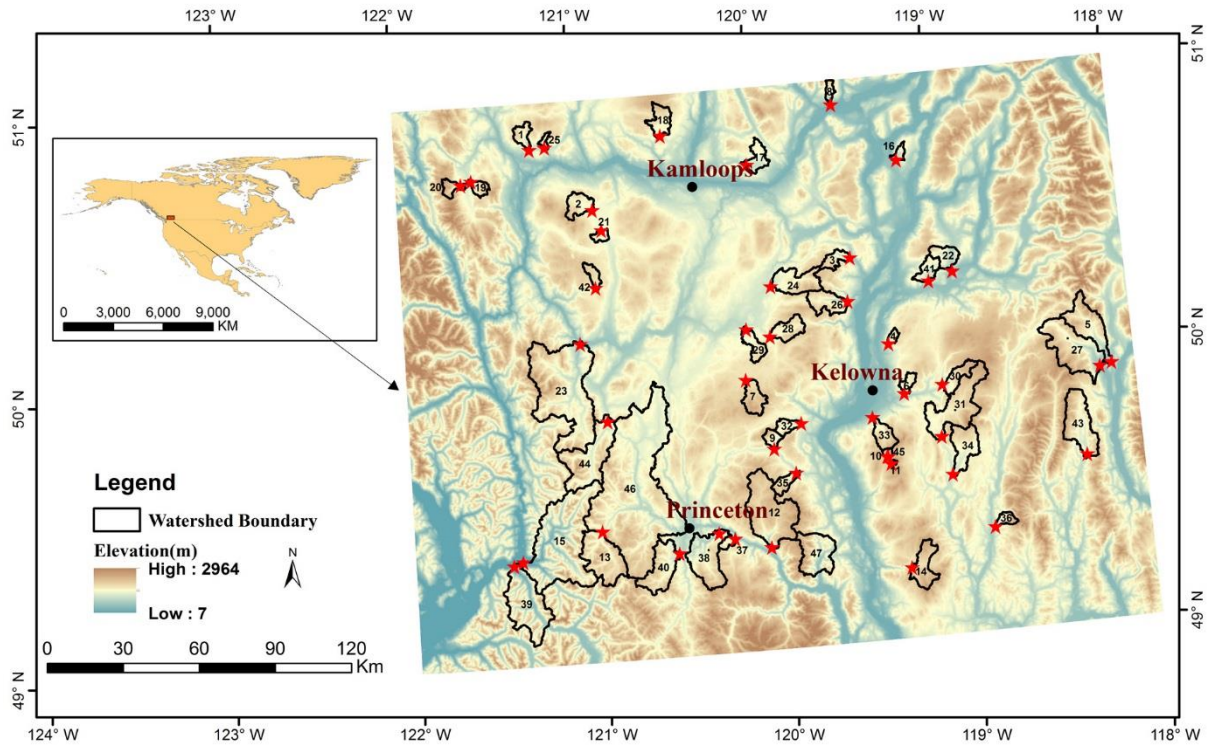 123° W 122° W 121° W 120° W 119° W 118° W
51° N
51° N
8
18
1 25
16
17
Kamloops
20 19
2
21
3 22
41
42 24
26
0 3,000 6,000 9,000
KM
28
4
5
50° N
29
27
Kelowna
30
6
7
31
23
43
50° N
32
33
9
34
10 45
11
44
Legend
46
35
Watershed Boundary
Princeton
12
36
Elevation(m)
N
15
37
High : 2964
13
40 38
47
14
Low : 7
39
49° N
0 30 60 90 120
Km
49° N
124° W 123° W 122° W 121° W 120° W 119° W 118° W